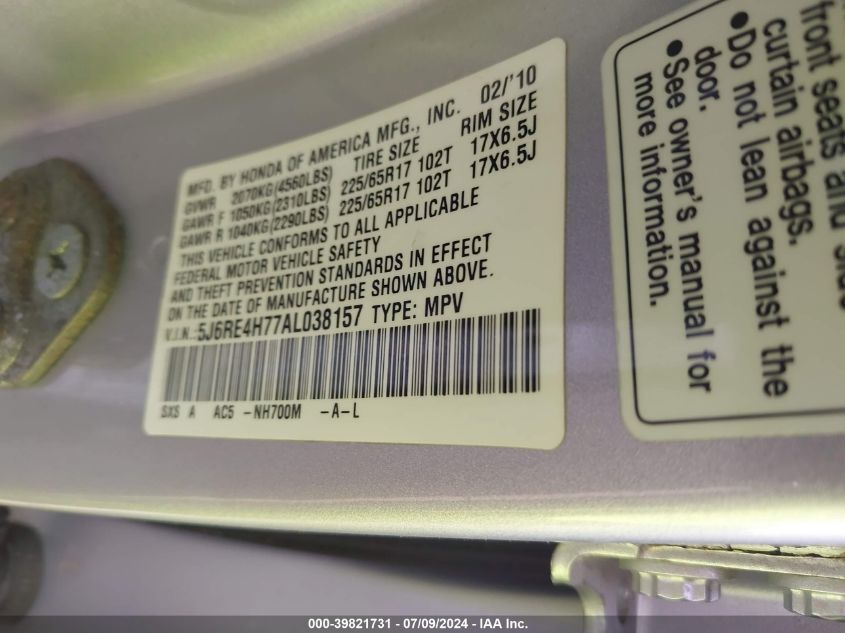 MFD. BY HONDA OF AMERICA MFG., INC. 02/'10
GVWR 2070KG(4560LBS) TIRE SIZE RIM SIZE
GAWR F 1050KG(2310LBS) 225/65R17 102T 17X6.5J
GAWR R 1040KG(2290LBS) 225/65R17 102T 17X6.5J
THIS VEHICLE CONFORMS TO ALL APPLICABLE
FEDERAL MOTOR VEHICLE SAFETY
AND THEFT PREVENTION STANDARDS IN EFFECT
ON THE DATE OF MANUFACTURE SHOWN ABOVE.
V.I.N.:5J6RE4H77AL038157 TYPE: MPV
SXS A AC5 -NH700M -A-L
front seats and side
curtain airbags.
•Do not lean against the
door.
•See owner's manual for
more information.
000-39821731 - 07/09/2024 - IAA Inc.